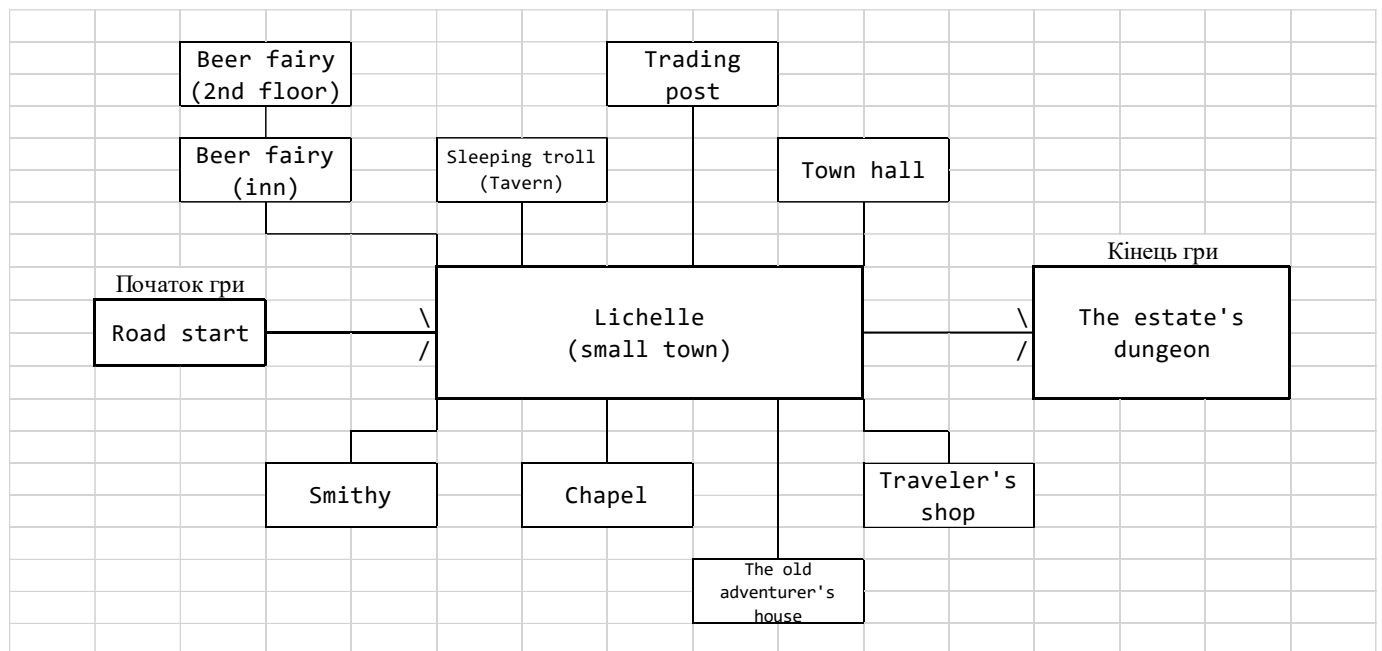 Beer fairy
(2nd floor)
Trading
post
Beer fairy
(inn)
Sleeping troll
(Tavern)
Town hall
Початок гри
Кінець гри
Road start
\
/
Lichelle
(small town)
\
/
The estate's
dungeon
Smithy
Chapel
Traveler's
shop
The old
adventurer's
house